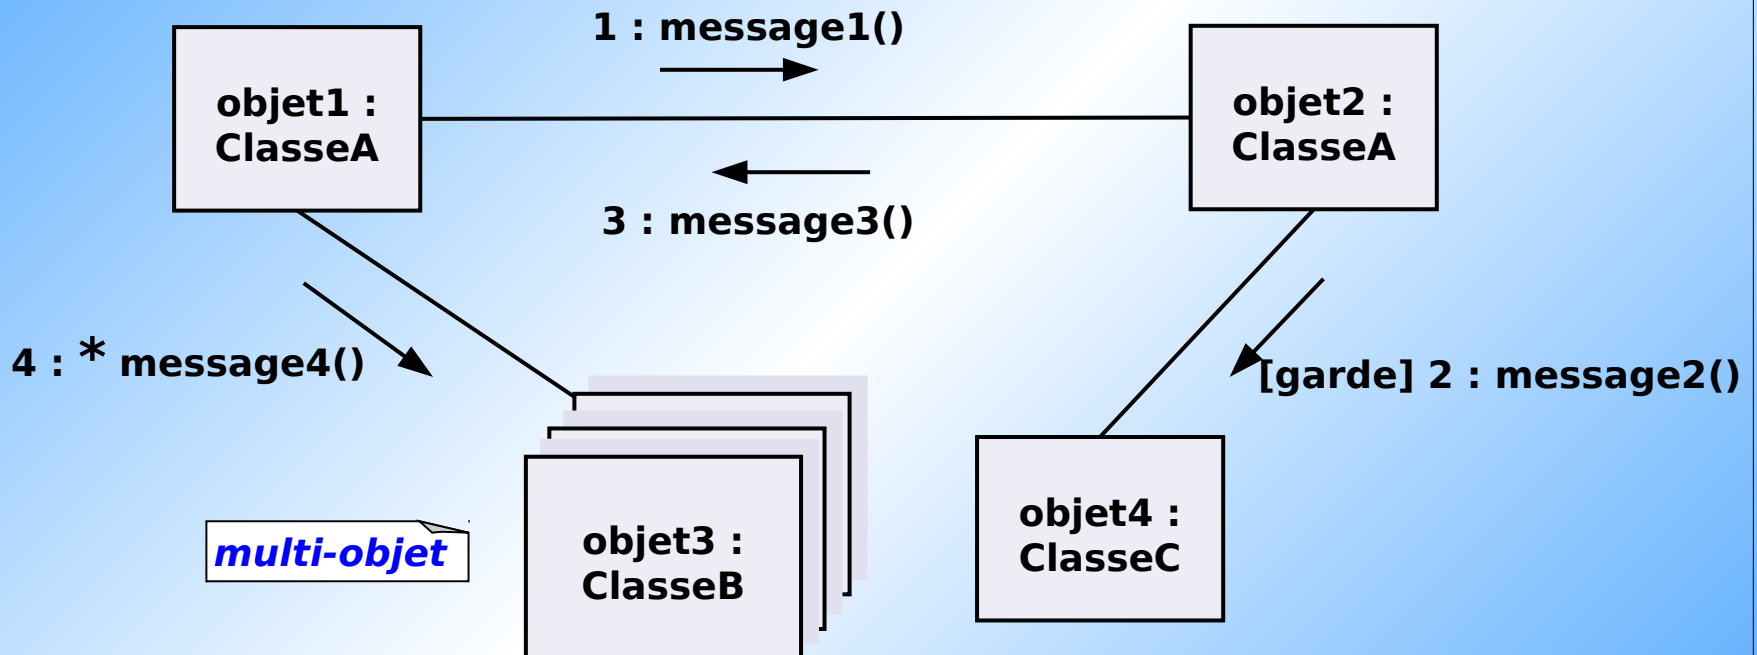 1 : message1()
objet1 :
ClasseA
objet2 :
ClasseA
3 : message3()
4 : * message4()
[garde] 2 : message2()
multi-objet
objet3 :
ClasseB
objet4 :
ClasseC